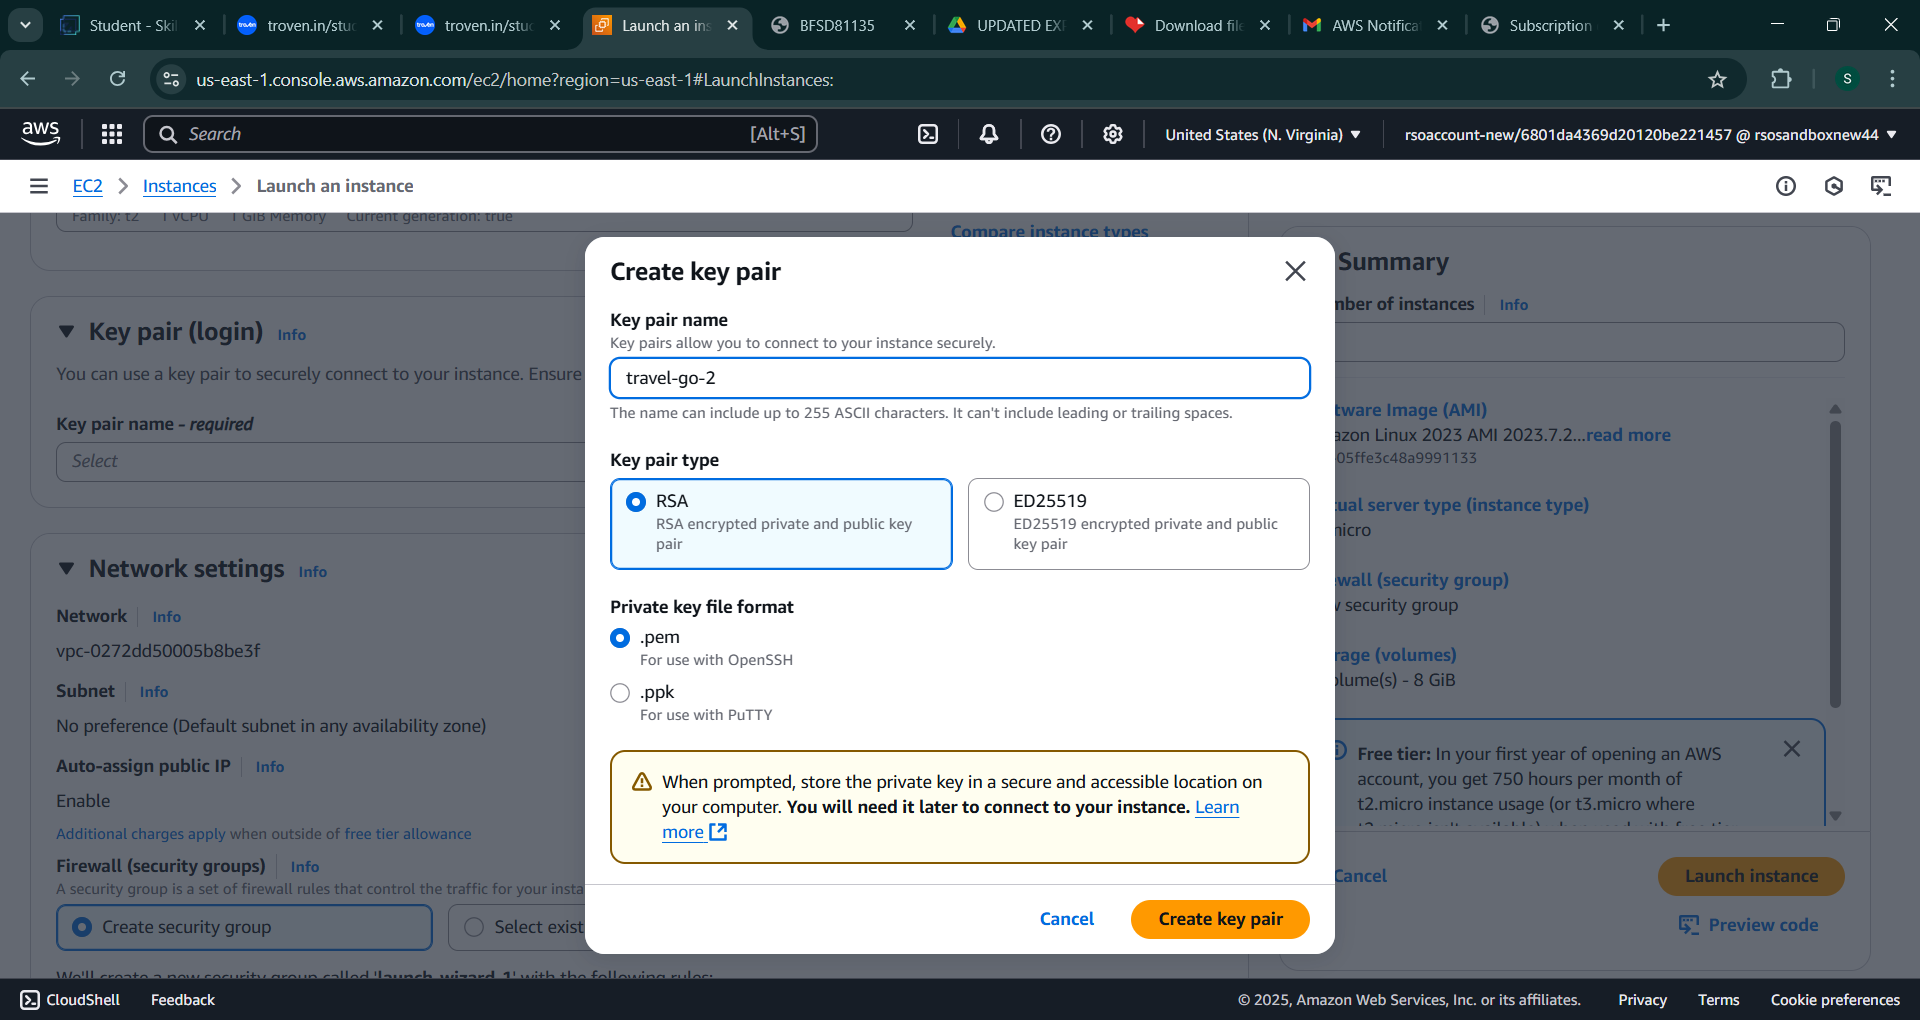 Student - Skil
troven.in/stud
troven.in/stud
Launch an ins
BFSD81135
UPDATED EXP
Download file
AWS Notificat
Subscription
us-east-1.console.aws.amazon.com/ec2/home?region=us-east-1#LaunchInstances:
S
aws
Search
[Alt+S]
United States (N. Virginia)
rsoaccount-new/6801da4369d20120be221457 @ rsosandboxnew44
EC2
Instances
Launch an instance
Family: t2 1 vCPU 1 GiB Memory Current generation: true
Compare instance types
Key pair (login) Info
You can use a key pair to securely connect to your instance. Ensure
Key pair name - required
Select
Network settings Info
Network Info
vpc-0272dd50005b8be3f
Subnet Info
No preference (Default subnet in any availability zone)
Auto-assign public IP Info
Enable
Additional charges apply when outside of free tier allowance
Firewall (security groups) Info
A security group is a set of firewall rules that control the traffic for your insta
Create security group
Select exist
We'll create a new security group called 'launch-wizard-1' with the following rules:
Create key pair
Key pair name
Key pairs allow you to connect to your instance securely.
travel-go-2
The name can include up to 255 ASCII characters. It can't include leading or trailing spaces.
Key pair type
RSA
RSA encrypted private and public key
pair
ED25519
ED25519 encrypted private and public
key pair
Private key file format
.pem
For use with OpenSSH
.ppk
For use with PuTTY
When prompted, store the private key in a secure and accessible location on
your computer. You will need it later to connect to your instance. Learn
more
Cancel
Create key pair
Summary
mber of instances Info
tware Image (AMI)
azon Linux 2023 AMI 2023.7.2...read more
05ffe3c48a9991133
tual server type (instance type)
micro
ewall (security group)
w security group
rage (volumes)
olume(s) - 8 GiB
Free tier: In your first year of opening an AWS
account, you get 750 hours per month of
t2.micro instance usage (or t3.micro where
Cancel
Launch instance
Preview code
CloudShell
Feedback
© 2025, Amazon Web Services, Inc. or its affiliates.
Privacy
Terms
Cookie preferences